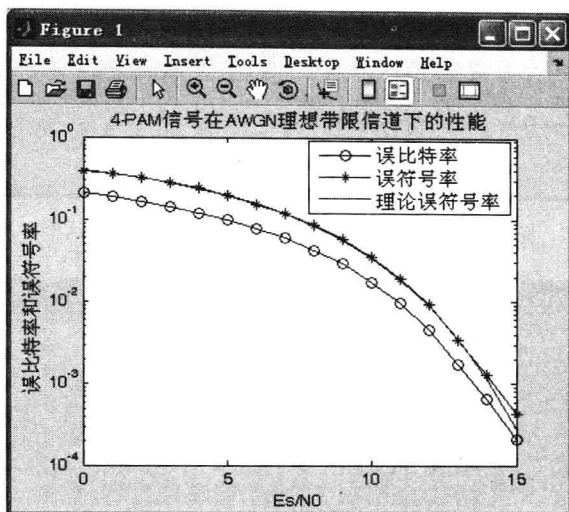 Figure 1
File Edit View Insert Tools Desktop Window Help
4-PAM信号在AWGN理想带限信道下的性能
误比特率
误符号率
理论误符号率
误比特率和误符号率
10^0
10^-1
10^-2
10^-3
10^-4
0 5 10 15
Es/N0